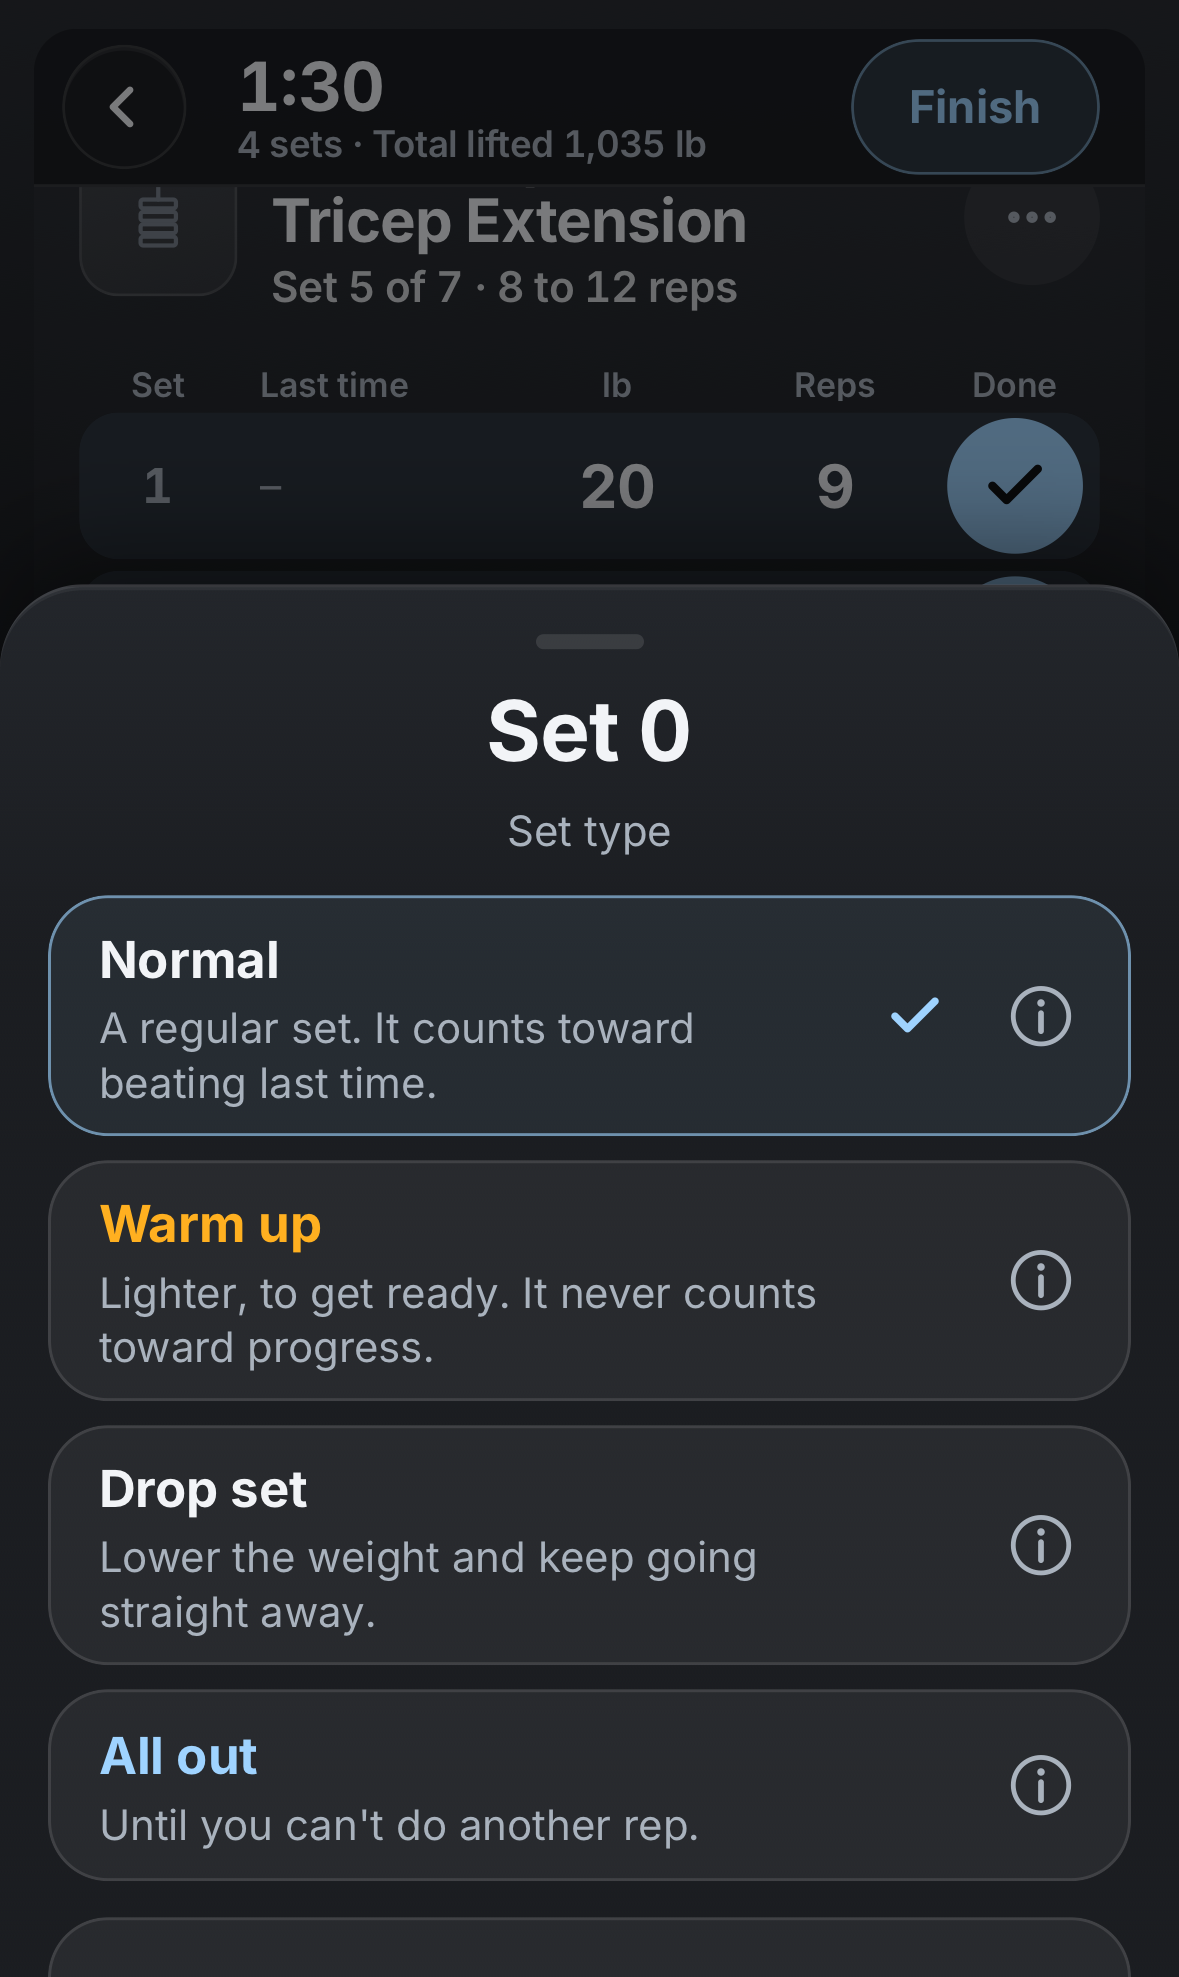 1:30
4 sets · Total lifted 1,035 lb
Finish
Tricep Extension
Set 5 of 7 · 8 to 12 reps
Set Last time lb Reps Done
1 – 20 9
Set 0
Set type
Normal
A regular set. It counts toward
beating last time.
Warm up
Lighter, to get ready. It never counts
toward progress.
Drop set
Lower the weight and keep going
straight away.
All out
Until you can't do another rep.